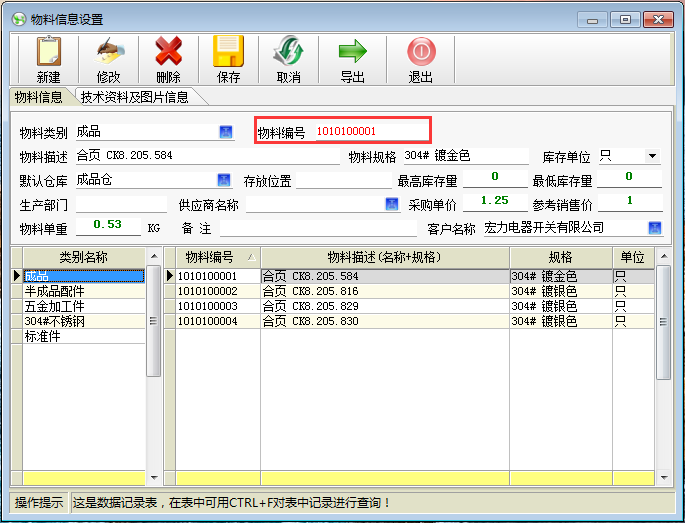 物料信息设置
新建 修改 删除 保存 取消 导出 退出
物料信息 技术资料及图片信息
物料类别 成品 物料编号 1010100001
物料描述 合页 CK8.205.584 物料规格 304# 镀金色 库存单位 只
默认仓库 成品仓 存放位置 最高库存量 0 最低库存量 0
生产部门 供应商名称 采购单价 1.25 参考销售价 1
物料单重 0.53 KG 备 注 客户名称 宏力电器开关有限公司
类别名称 物料编号 物料描述(名称+规格) 规格 单位
成品 1010100001 合页 CK8.205.584 304# 镀金色 只
半成品配件 1010100002 合页 CK8.205.816 304# 镀银色 只
五金加工件 1010100003 合页 CK8.205.829 304# 镀银色 只
304#不锈钢 1010100004 合页 CK8.205.830 304# 镀银色 只
标准件
操作提示 这是数据记录表，在表中可用CTRL+F对表中记录进行查询！